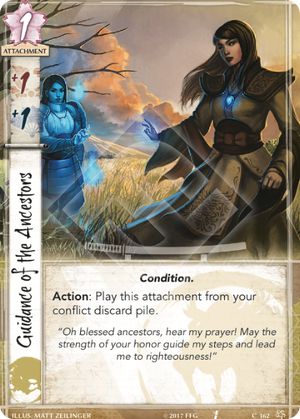 1
ATTACHMENT
+1
+1
Guidance of the Ancestors
Condition.
Action: Play this attachment from your
conflict discard pile.
"Oh blessed ancestors, hear my prayer! May the
strength of your honor guide my steps and lead
me to righteousness!"
ILLUS: MATT ZEILINGER
©2017 FFG
1
C 162